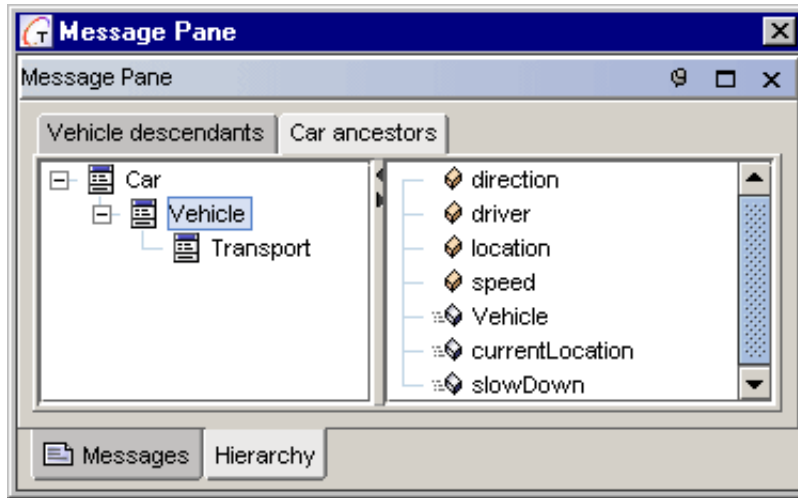 Message Pane
Message Pane
Vehicle descendants
Car ancestors
Car
Vehicle
Transport
direction
driver
location
speed
Vehicle
currentLocation
slowDown
Messages
Hierarchy